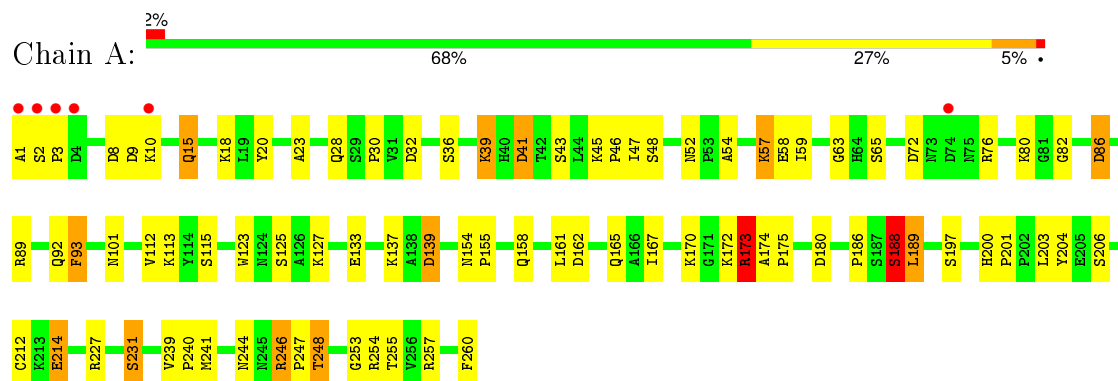 2%
Chain A:
68% 27% 5% •
A1 S2 P3 D4 D8 D9 K10 Q15 K18 L19 Y20 A23 Q28 S29 P30 V31 D32 S36 K39 H40 D41 T42 S43 L44 K45 P46 I47 S48 N52 P53 A54 K57 E58 I59 G63 H64 S65 D72 N73 D74 N75 R76 K80 G81 G82 D86
R89 Q92 F93 N101 V112 K113 Y114 S115 W123 N124 S125 A126 K127 E133 K137 A138 D139 N154 P155 Q158 L161 D162 Q165 A166 I167 K170 G171 K172 R173 A174 P175 D180 P186 S187 S188 L189 S197 H200 P201 P202 L203 Y204 E205 S206
C212 K213 E214 R227 S231 V239 P240 M241 N244 N245 R246 P247 T248 G253 R254 T255 V256 R257 F260